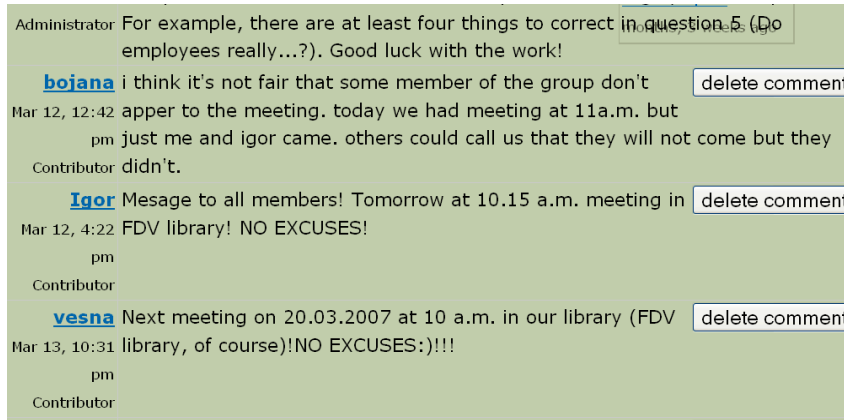 Administrator For example, there are at least four things to correct in question 5 (Do
months, 3 weeks ago
employees really...?). Good luck with the work!
bojana i think it's not fair that some member of the group don't delete comment
Mar 12, 12:42 apper to the meeting. today we had meeting at 11a.m. but
pm just me and igor came. others could call us that they will not come but they
Contributor didn't.
Igor Mesage to all members! Tomorrow at 10.15 a.m. meeting in delete comment
Mar 12, 4:22 FDV library! NO EXCUSES!
pm
Contributor
vesna Next meeting on 20.03.2007 at 10 a.m. in our library (FDV delete comment
Mar 13, 10:31 library, of course)!NO EXCUSES:)!!!
pm
Contributor